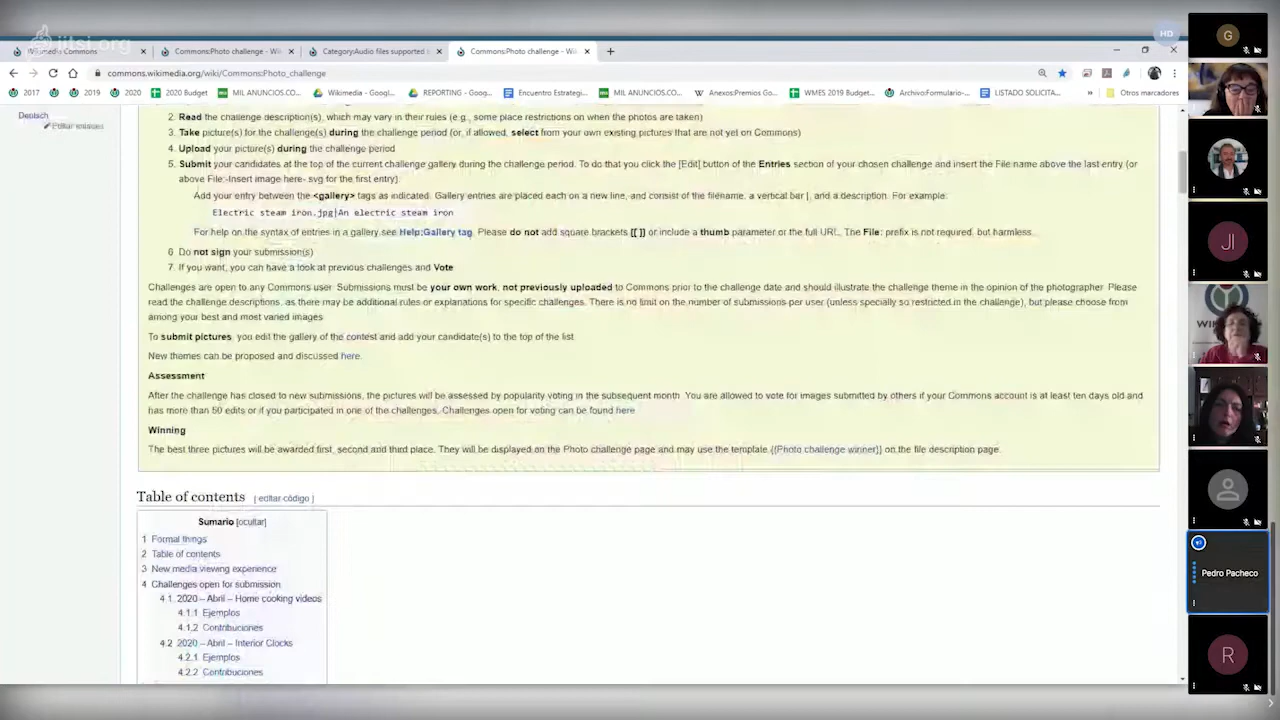 jitsi.org
HD
Wikimedia Commons
Commons:Photo challenge - Wik
Category:Audio files supported b
Commons:Photo challenge - Wik
commons.wikimedia.org/wiki/Commons:Photo_challenge
2017
2019
2020
2020 Budget
MIL ANUNCIOS.CO...
Wikimedia - Googl...
REPORTING - Goog...
Encuentro Estrategi...
MIL ANUNCIOS.CO...
Anexos:Premios Go...
WMES 2019 Budget...
Archivo:Formulario-...
LISTADO SOLICITA...
»
Otros marcadores
Deutsch
Editar enlaces
2. Read the challenge description(s), which may vary in their rules (e.g., some place restrictions on when the photos are taken)
3. Take picture(s) for the challenge(s) during the challenge period (or, if allowed, select from your own existing pictures that are not yet on Commons)
4. Upload your picture(s) during the challenge period
5. Submit your candidates at the top of the current challenge gallery during the challenge period. To do that you click the [Edit] button of the Entries section of your chosen challenge and insert the File name above the last entry (or
above File:-Insert image here-.svg for the first entry).
Add your entry between the <gallery> tags as indicated. Gallery entries are placed each on a new line, and consist of the filename, a vertical bar |, and a description. For example:
Electric steam iron.jpg|An electric steam iron
For help on the syntax of entries in a gallery see Help:Gallery tag. Please do not add square brackets [[ ]] or include a thumb parameter or the full URL. The File: prefix is not required, but harmless.
6. Do not sign your submission(s)
7. If you want, you can have a look at previous challenges and Vote
Challenges are open to any Commons user. Submissions must be your own work, not previously uploaded to Commons prior to the challenge date and should illustrate the challenge theme in the opinion of the photographer. Please
read the challenge descriptions, as there may be additional rules or explanations for specific challenges. There is no limit on the number of submissions per user (unless specially so restricted in the challenge), but please choose from
among your best and most varied images.
To submit pictures, you edit the gallery of the contest and add your candidate(s) to the top of the list.
New themes can be proposed and discussed here.
Assessment
After the challenge has closed to new submissions, the pictures will be assessed by popularity voting in the subsequent month. You are allowed to vote for images submitted by others if your Commons account is at least ten days old and
has more than 50 edits or if you participated in one of the challenges. Challenges open for voting can be found here.
Winning
The best three pictures will be awarded first, second and third place. They will be displayed on the Photo challenge page and may use the template {{Photo challenge winner}} on the file description page.
Table of contents [ editar código ]
Sumario [ocultar]
1 Formal things
2 Table of contents
3 New media viewing experience
4 Challenges open for submission
4.1 2020 – Abril – Home cooking videos
4.1.1 Ejemplos
4.1.2 Contribuciones
4.2 2020 – Abril – Interior Clocks
4.2.1 Ejemplos
4.2.2 Contribuciones
G
JI
WIK
Pedro Pacheco
R